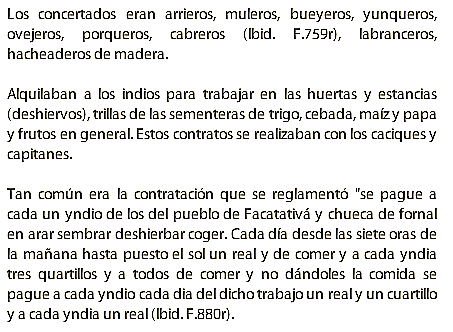 Los concertados eran arrieros, muleros, bueyeros, yunqueros,
ovejeros, porqueros, cabreros (Ibid. F.759r), labranceros,
hacheaderos de madera.
Alquilaban a los indios para trabajar en las huertas y estancias
(deshiervos), trillas de las sementeras de trigo, cebada, maíz y papa
y frutos en general. Estos contratos se realizaban con los caciques y
capitanes.
Tan común era la contratación que se reglamentó "se pague a
cada un yndio de los del pueblo de Facatativá y chueca de fornal
en arar sembrar deshierbar coger. Cada día desde las siete oras de
la mañana hasta puesto el sol un real y de comer y a cada yndia
tres quartillos y a todos de comer y no dándoles la comida se
pague a cada yndio cada dia del dicho trabajo un real y un cuartillo
y a cada yndia un real (Ibid. F.880r).